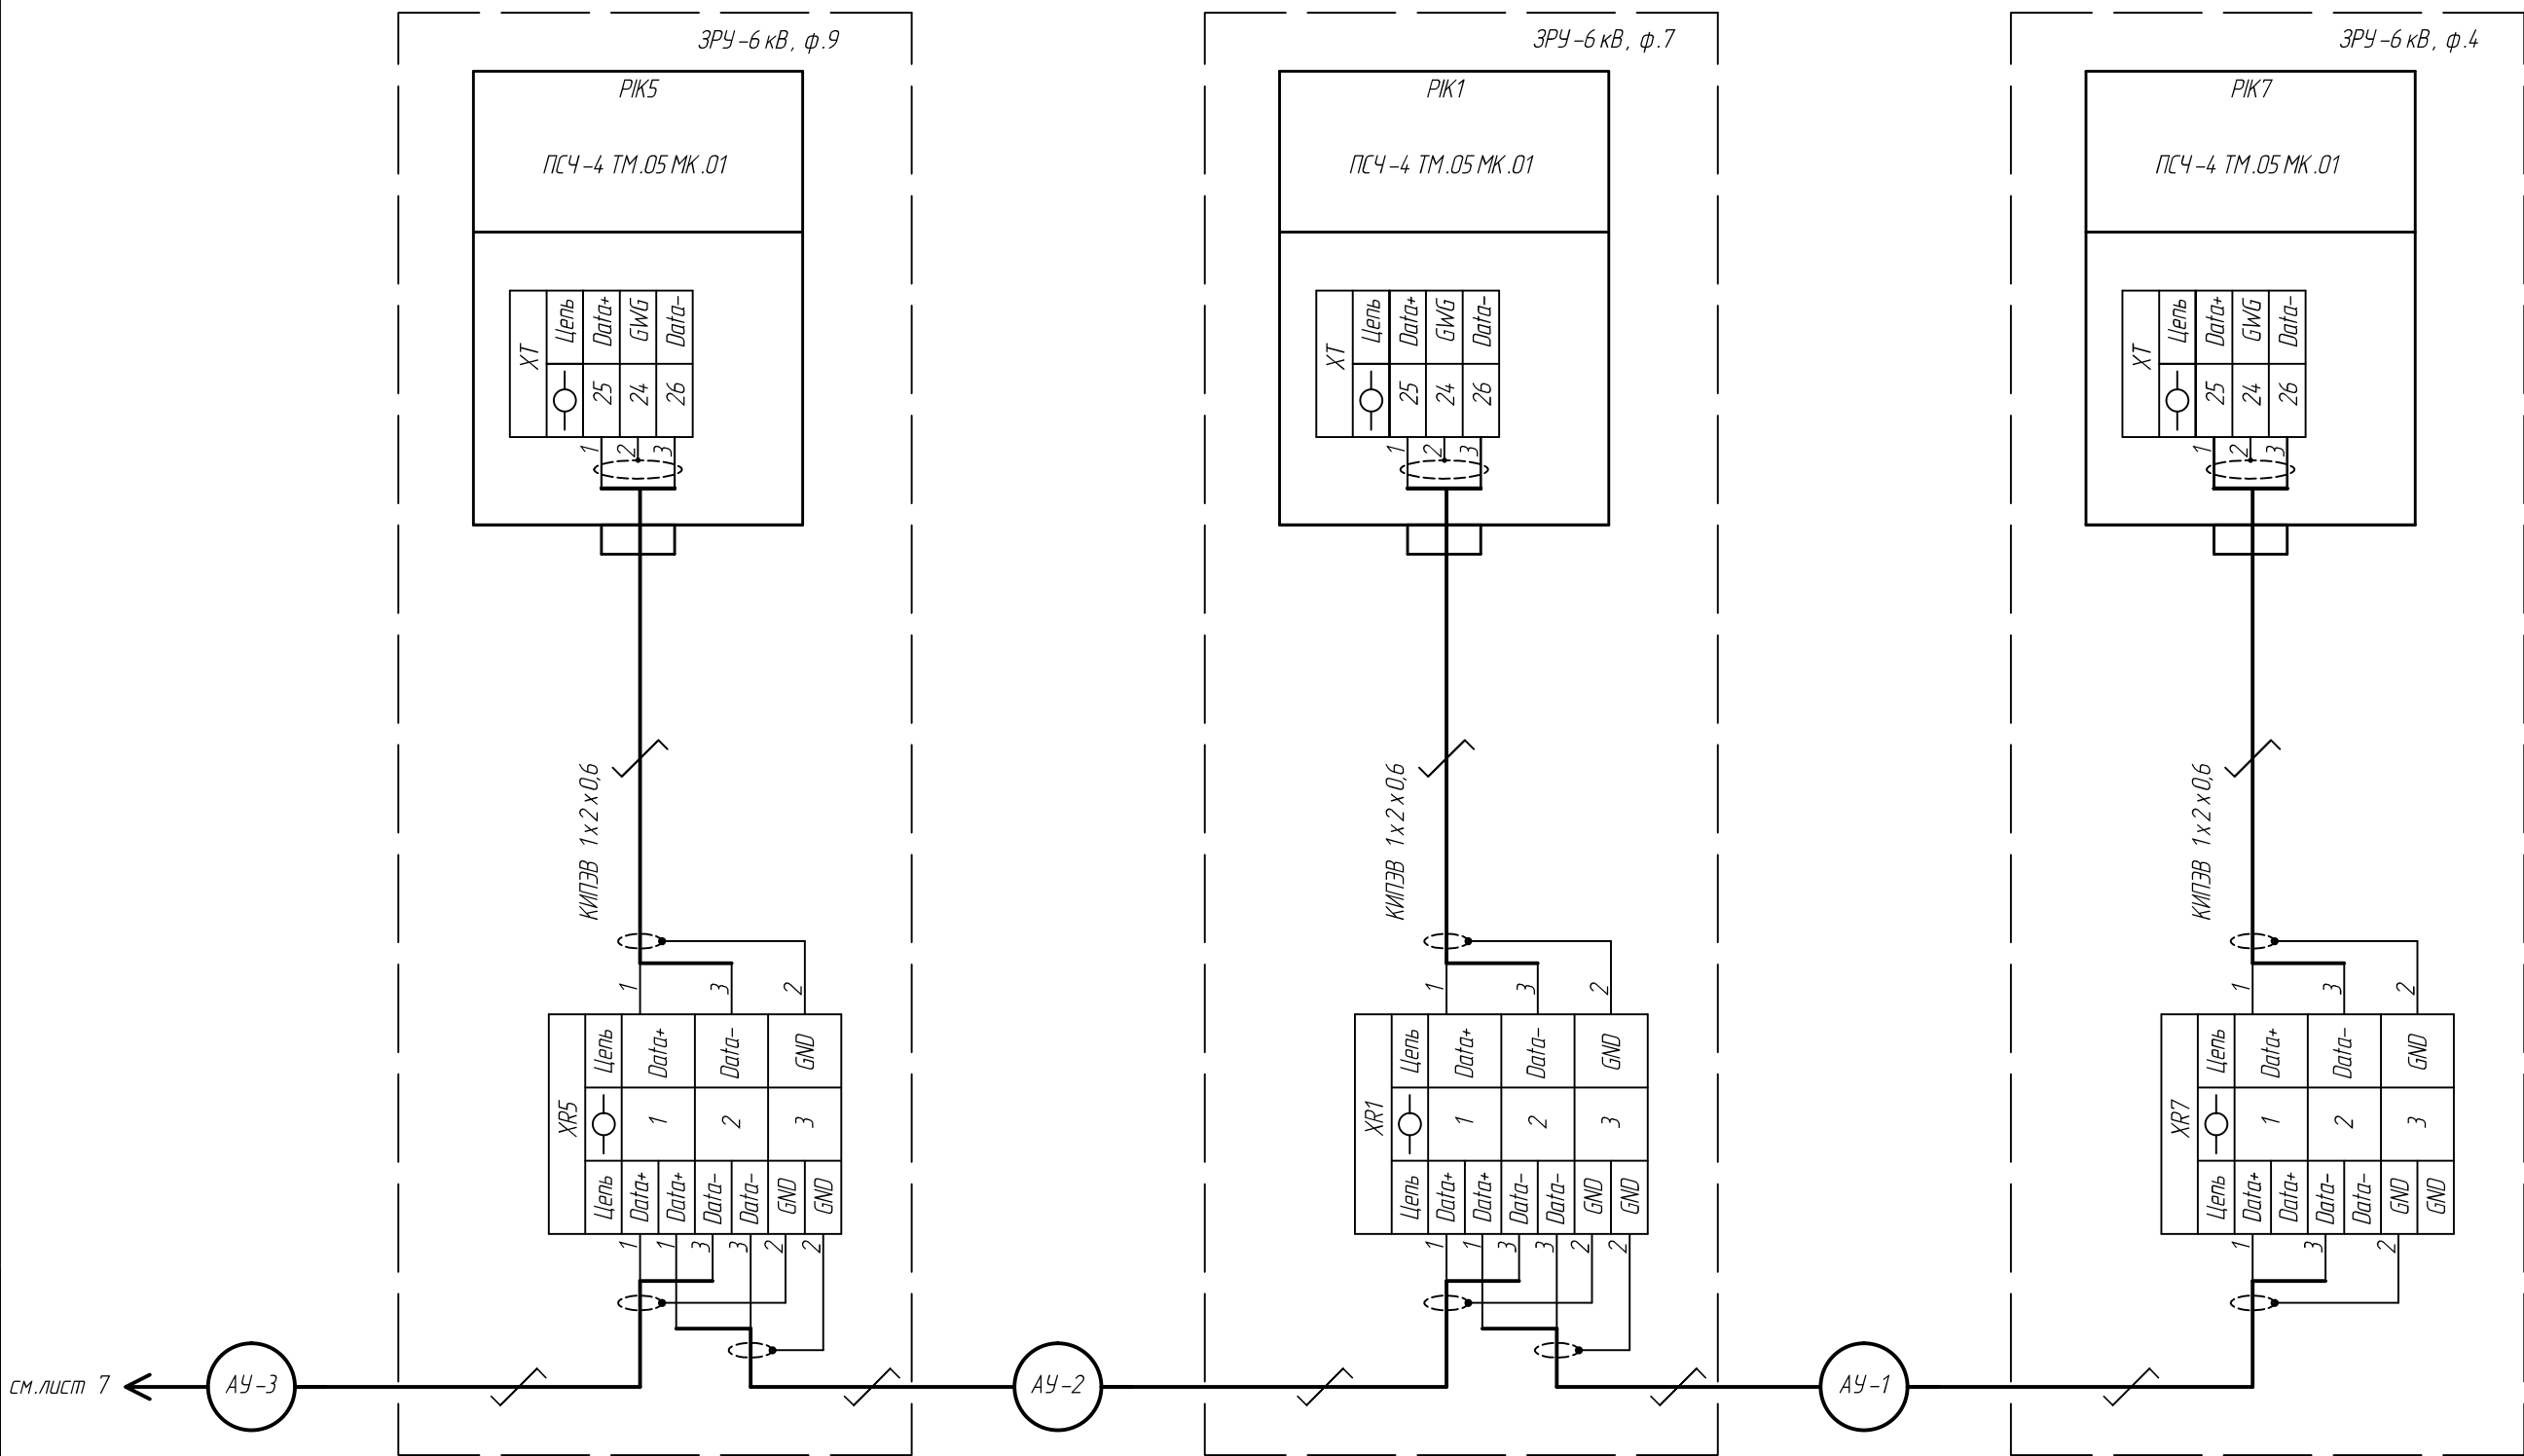 ЗРУ-6 кВ, ф.9
PIK5
ПСЧ-4 ТМ.05 МК.01
XT
Цепь Data+ GWG Data-
25 24 26
1 2 3
КИПЭВ 1х2х0,6
1 3 2
XR5
Цепь Data+ Data- GND
1 2 3
Цепь Data+ Data+ Data- Data- GND GND
1 1 3 3 2 2
ЗРУ-6 кВ, ф.7
PIK1
ПСЧ-4 ТМ.05 МК.01
XT
Цепь Data+ GWG Data-
25 24 26
1 2 3
КИПЭВ 1х2х0,6
1 3 2
XR1
Цепь Data+ Data- GND
1 2 3
Цепь Data+ Data+ Data- Data- GND GND
1 1 3 3 2 2
ЗРУ-6 кВ, ф.4
PIK7
ПСЧ-4 ТМ.05 МК.01
XT
Цепь Data+ GWG Data-
25 24 26
1 2 3
КИПЭВ 1х2х0,6
1 3 2
XR7
Цепь Data+ Data- GND
1 2 3
Цепь Data+ Data+ Data- Data- GND GND
1 3 2
см.лист 7
АУ-3
АУ-2
АУ-1